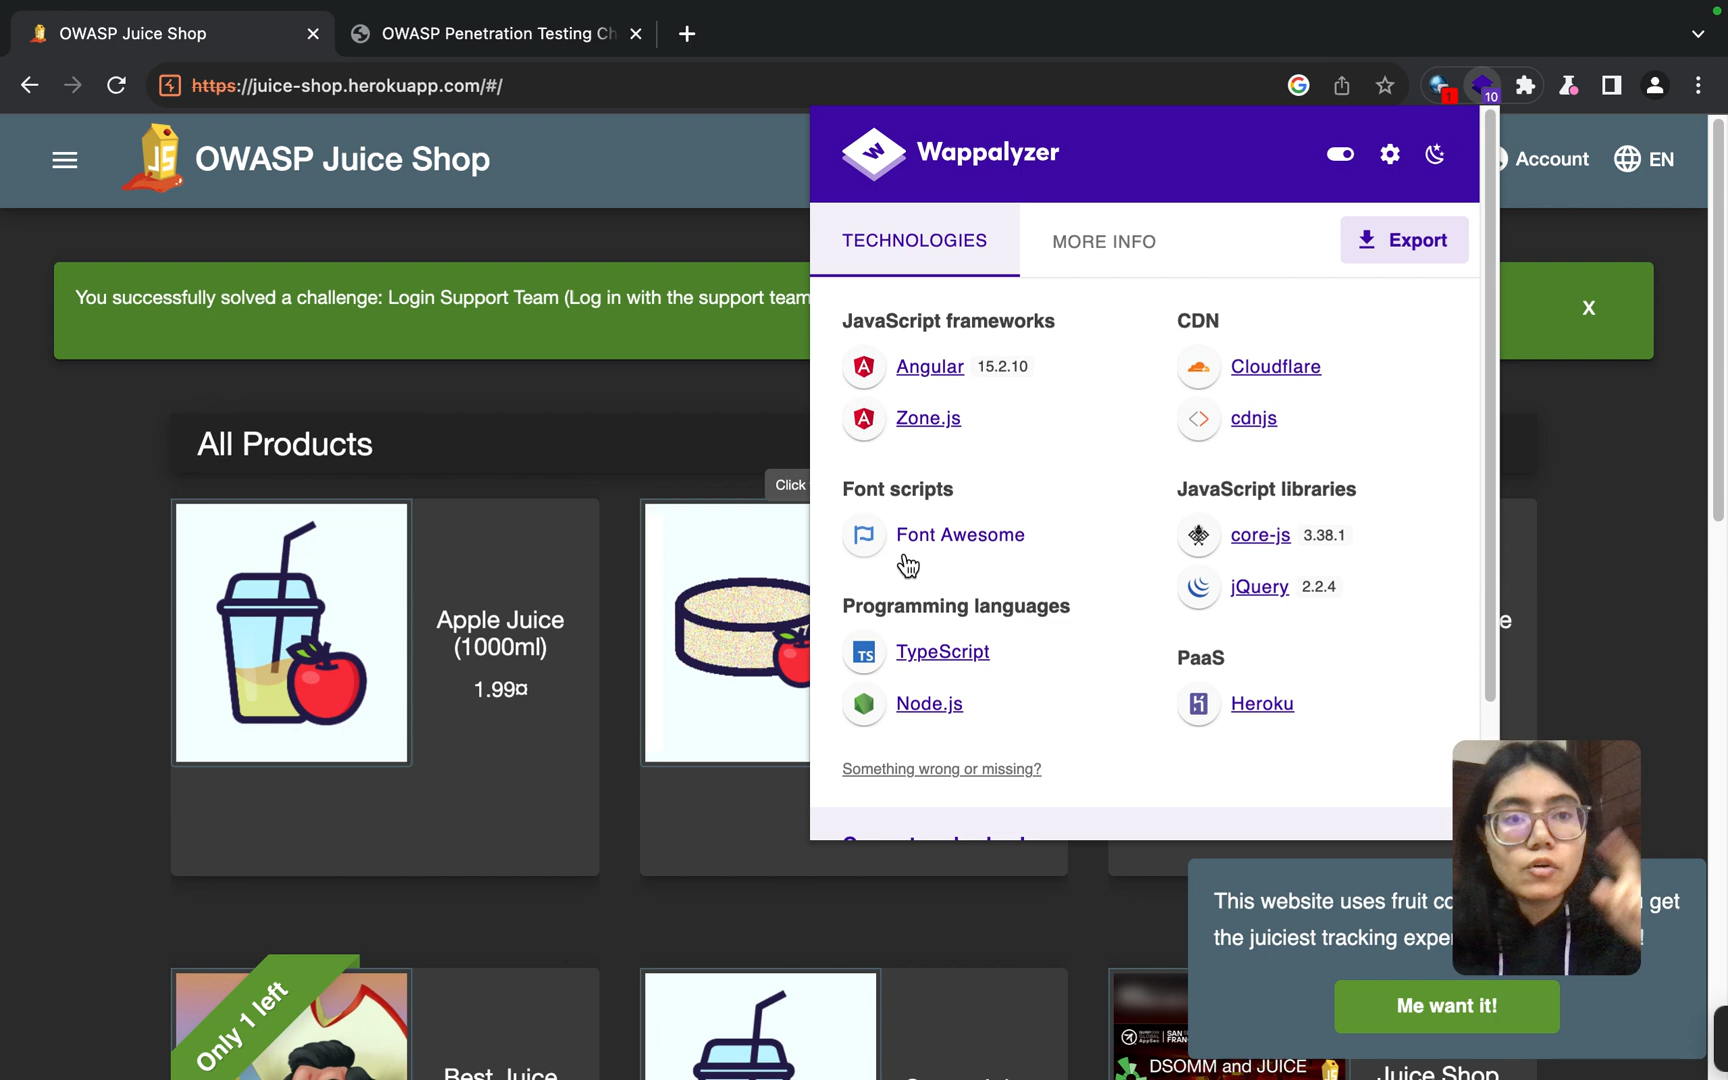 OWASP Juice Shop
OWASP Penetration Testing Ch
https://juice-shop.herokuapp.com/#/
1
10
JS
OWASP Juice Shop
Account
EN
You successfully solved a challenge: Login Support Team (Log in with the support team
X
All Products
Click
Apple Juice
(1000ml)
1.99¤
e
Only 1 left
Best Juice
Juice Shop
DSOMM and JUICE
Wappalyzer
TECHNOLOGIES
MORE INFO
Export
JavaScript frameworks
Angular 15.2.10
Zone.js
Font scripts
Font Awesome
Programming languages
TypeScript
TS
Node.js
Something wrong or missing?
CDN
Cloudflare
cdnjs
JavaScript libraries
core-js 3.38.1
jQuery 2.2.4
PaaS
Heroku
This website uses fruit co
get
the juiciest tracking expe
!
Me want it!